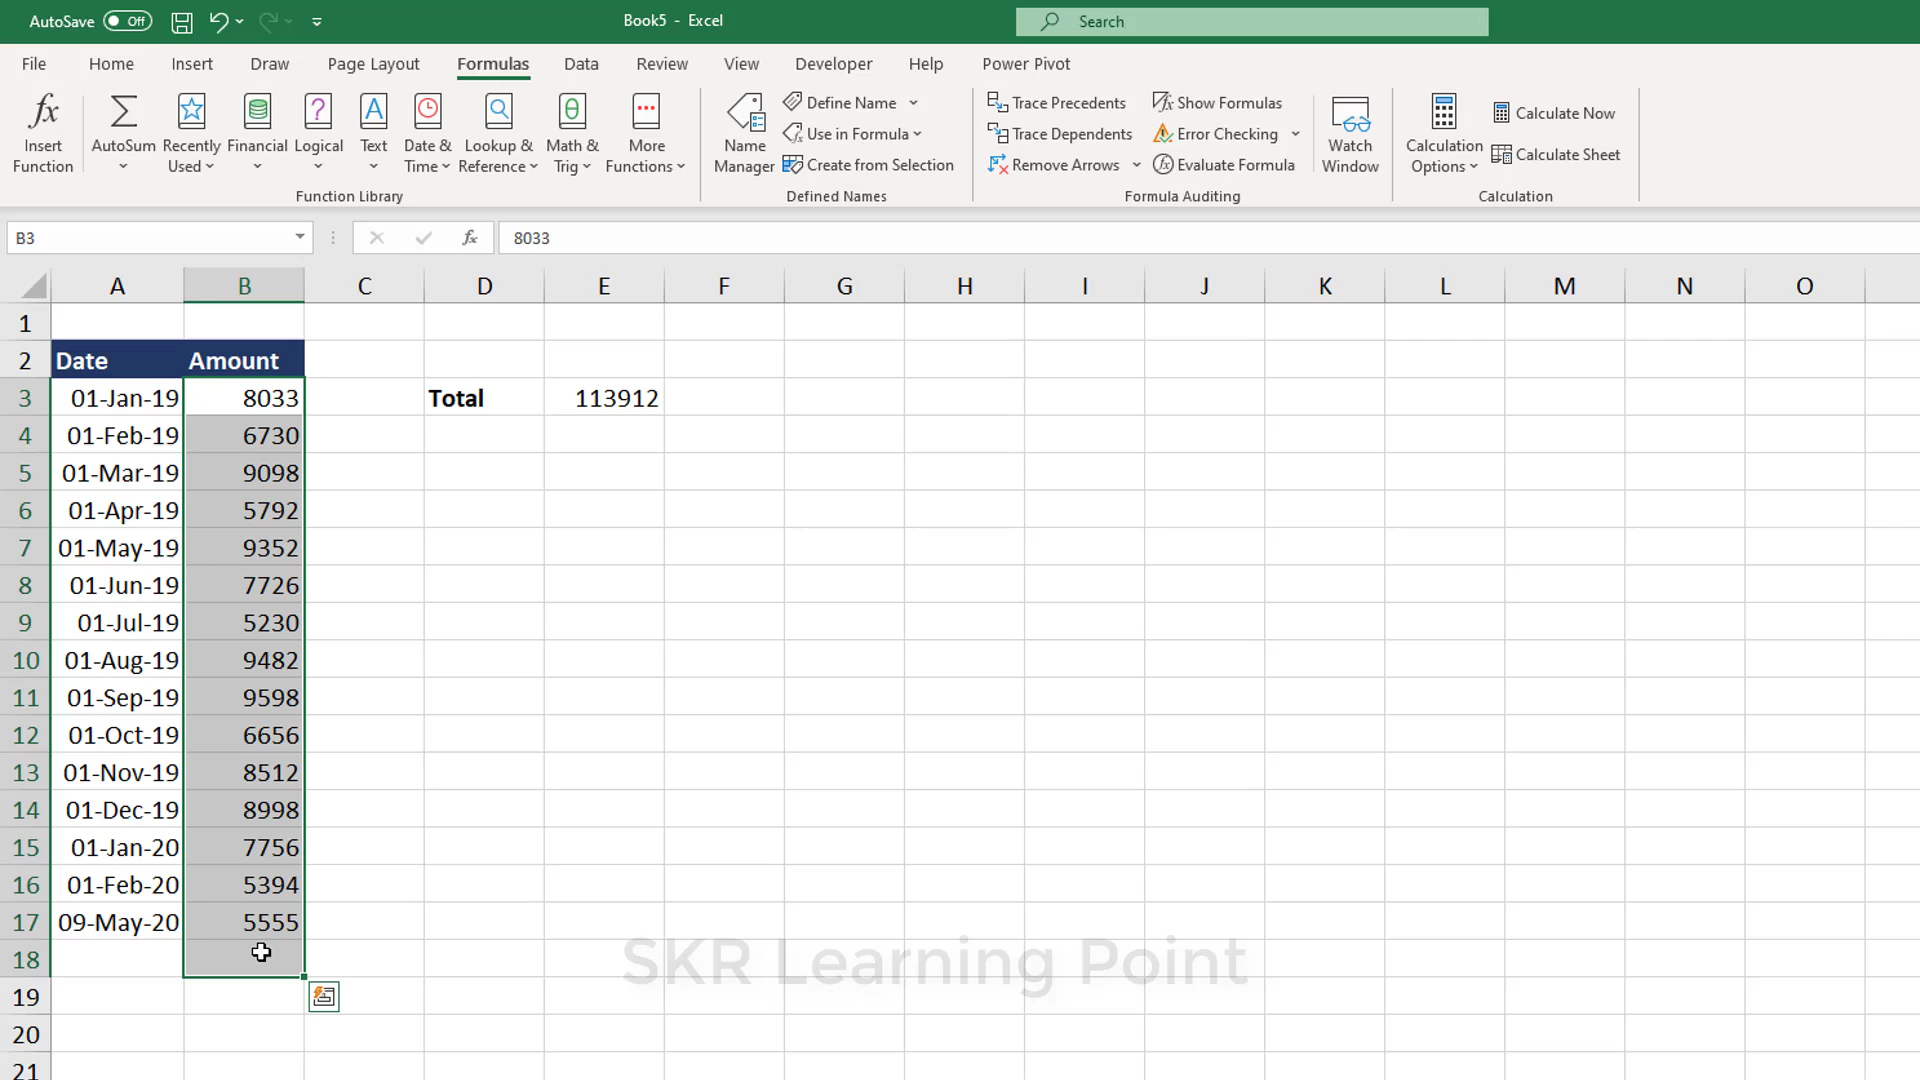 AutoSave Off Book5 - Excel Search
File Home Insert Draw Page Layout Formulas Data Review View Developer Help Power Pivot
Insert Function
AutoSum
Recently Used
Financial
Logical
Text
Date & Time
Lookup & Reference
Math & Trig
More Functions
Function Library
Name Manager
Define Name
Use in Formula
Create from Selection
Defined Names
Trace Precedents
Trace Dependents
Remove Arrows
Show Formulas
Error Checking
Evaluate Formula
Formula Auditing
Watch Window
Calculation Options
Calculate Now
Calculate Sheet
Calculation
B3 fx 8033
A B C D E F G H I J K L M N O
1
2 Date Amount
3 01-Jan-19 8033 Total 113912
4 01-Feb-19 6730
5 01-Mar-19 9098
6 01-Apr-19 5792
7 01-May-19 9352
8 01-Jun-19 7726
9 01-Jul-19 5230
10 01-Aug-19 9482
11 01-Sep-19 9598
12 01-Oct-19 6656
13 01-Nov-19 8512
14 01-Dec-19 8998
15 01-Jan-20 7756
16 01-Feb-20 5394
17 09-May-20 5555
18 SKR Learning Point
19
20
21